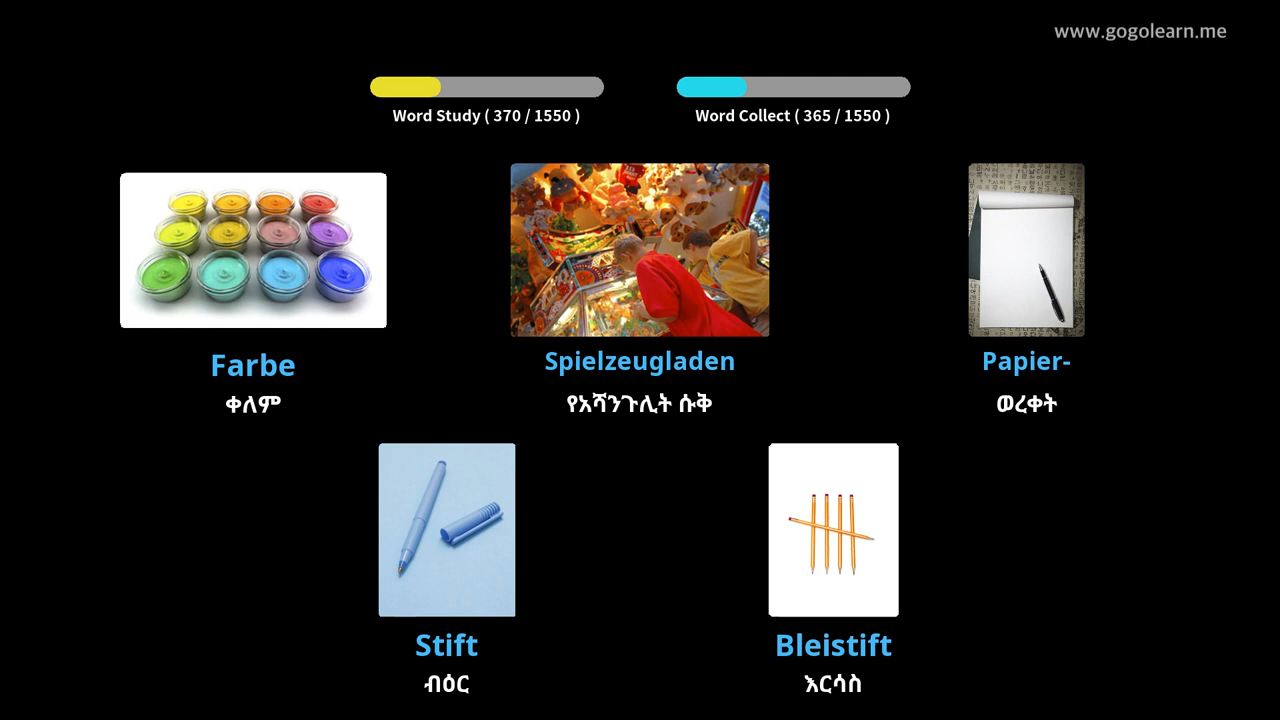 www.gogolearn.me
Word Study ( 370 / 1550 )
Word Collect ( 365 / 1550 )
Farbe
ቀለም
Spielzeugladen
የአሻንጉሊት ሱቅ
Papier-
ወረቀት
Stift
ብዕር
Bleistift
እርሳስ